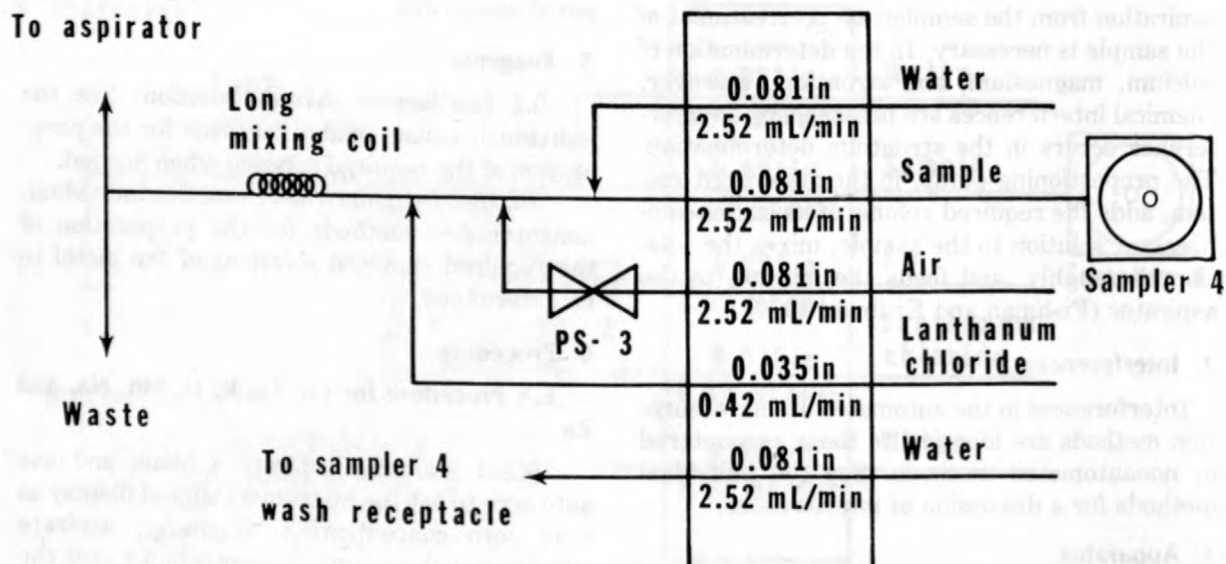 To aspirator
Long
mixing coil
Waste
PS- 3
To sampler 4
wash receptacle
0.081in
2.52 mL/min
0.081in
2.52 mL/min
0.081in
2.52 mL/min
0.035in
0.42 mL/min
0.081in
2.52 mL/min
Water
Sample
Air
Lanthanum
chloride
Water
Sampler 4